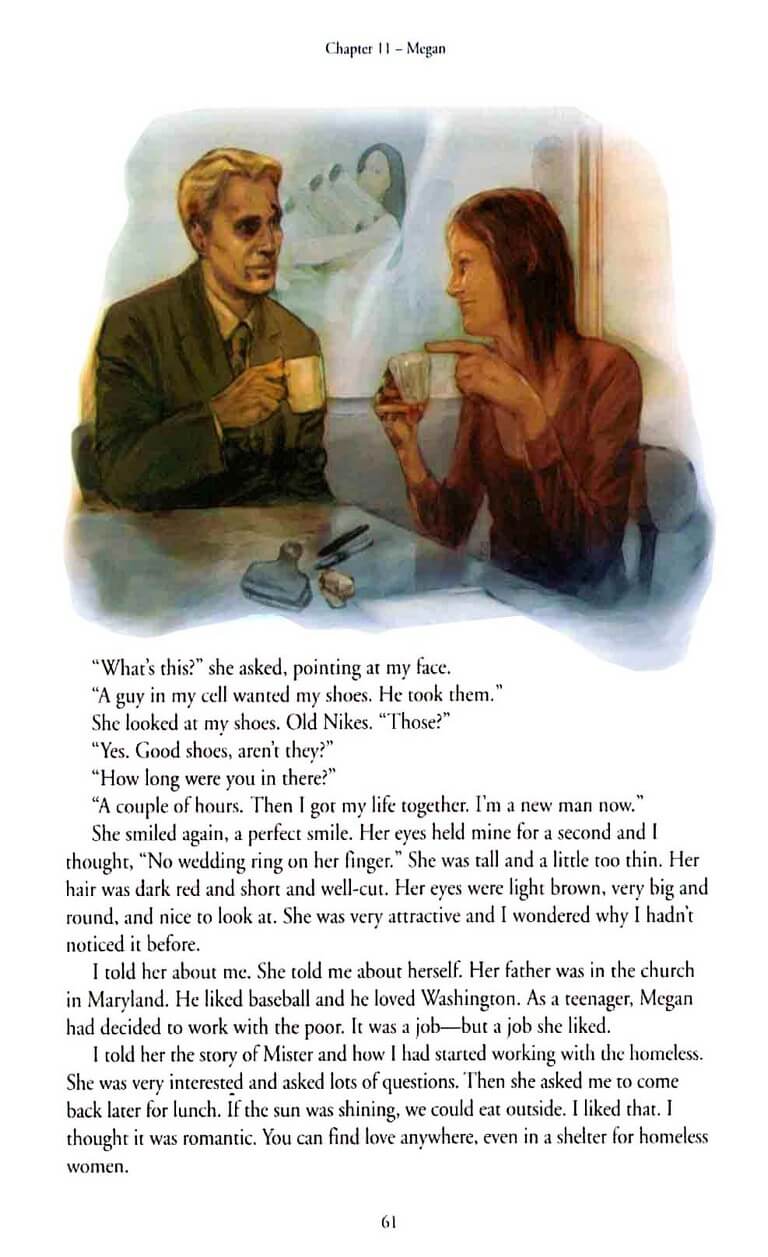 Chapter 11 – Megan
“What's this?” she asked, pointing at my face.
“A guy in my cell wanted my shoes. He took them.”
She looked at my shoes. Old Nikes. “Those?”
“Yes. Good shoes, aren't they?”
“How long were you in there?”
“A couple of hours. Then I got my life together. I'm a new man now.”
She smiled again, a perfect smile. Her eyes held mine for a second and I
thought, “No wedding ring on her finger.” She was tall and a little too thin. Her
hair was dark red and short and well-cut. Her eyes were light brown, very big and
round, and nice to look at. She was very attractive and I wondered why I hadn't
noticed it before.
I told her about me. She told me about herself. Her father was in the church
in Maryland. He liked baseball and he loved Washington. As a teenager, Megan
had decided to work with the poor. It was a job—but a job she liked.
I told her the story of Mister and how I had started working with the homeless.
She was very interested and asked lots of questions. Then she asked me to come
back later for lunch. If the sun was shining, we could eat outside. I liked that. I
thought it was romantic. You can find love anywhere, even in a shelter for homeless
women.
61